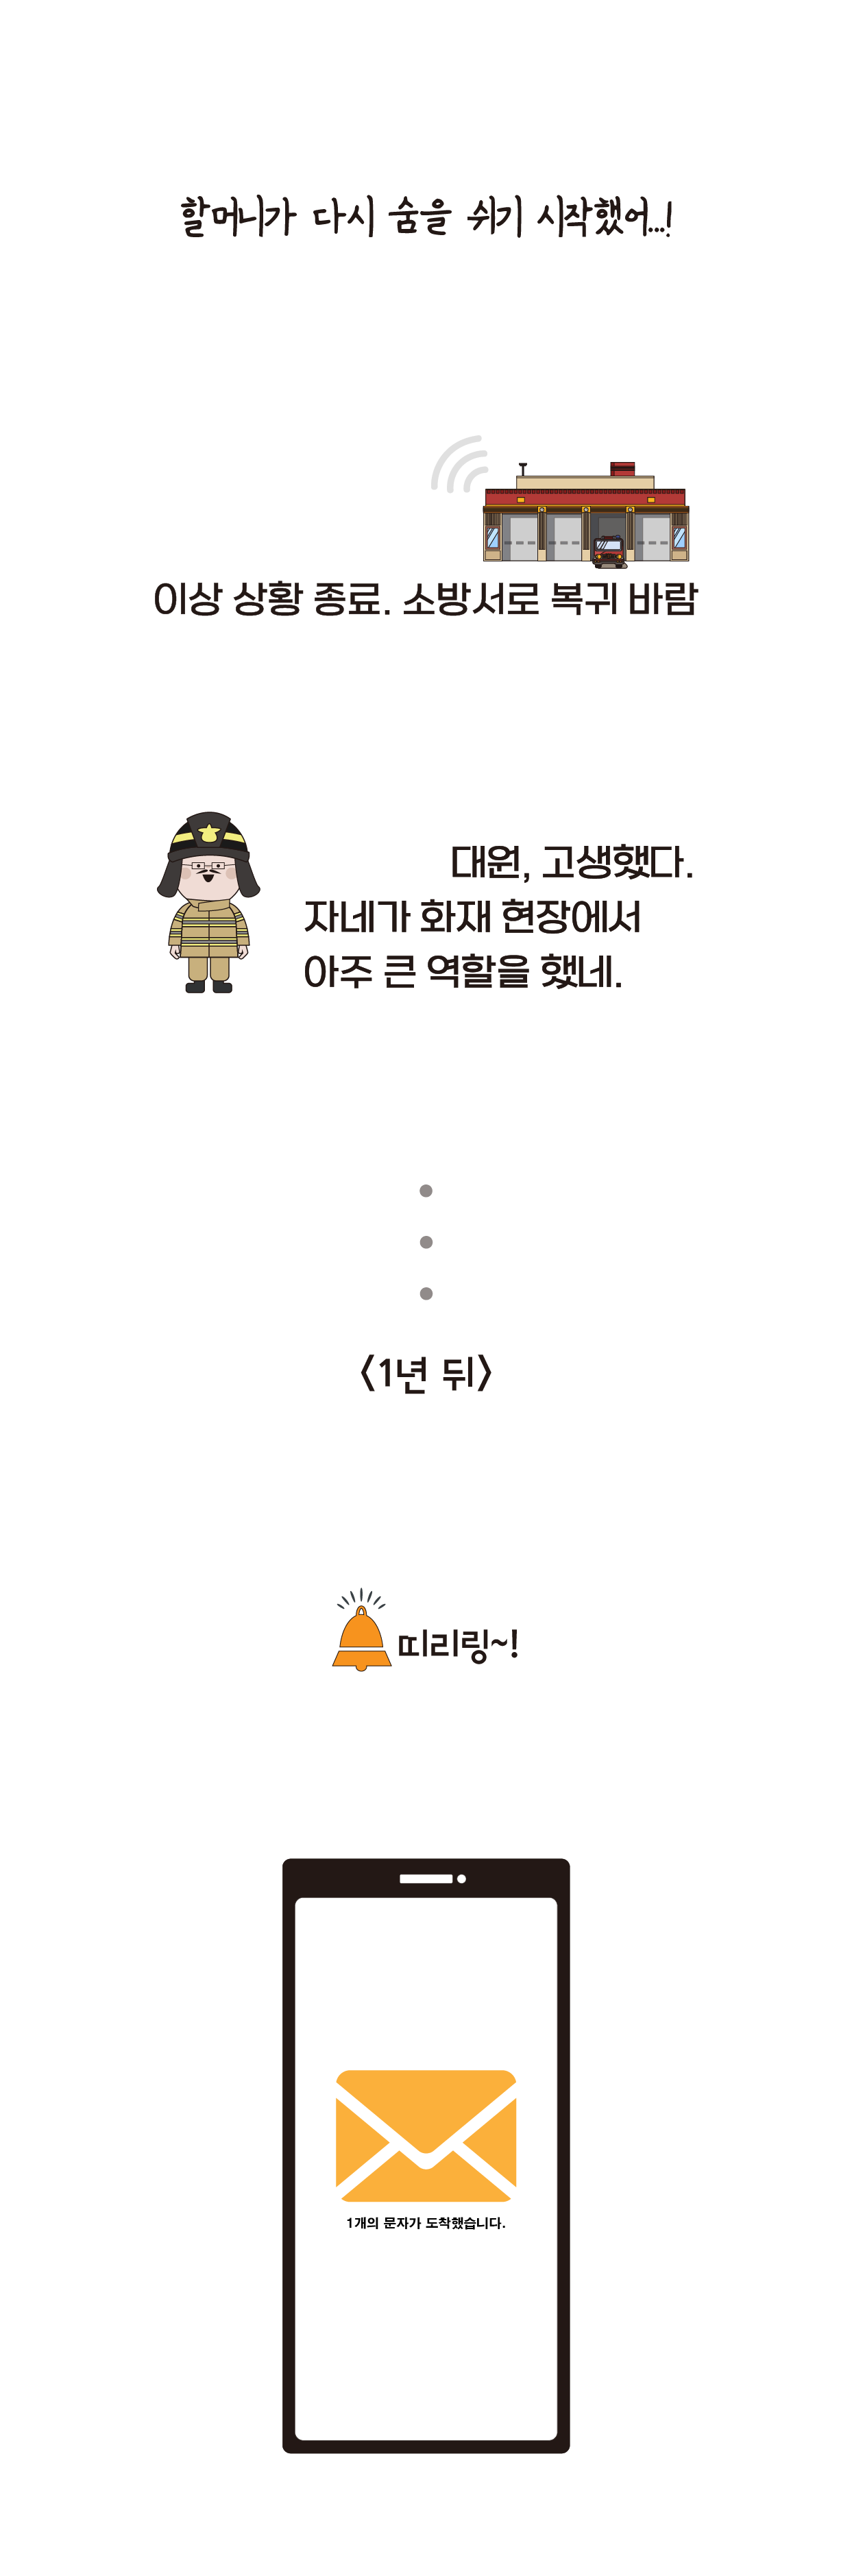 할머니가 다시 숨을 쉬기 시작했어...!
이상 상황 종료. 소방서로 복귀 바람
대원, 고생했다.
자네가 화재 현장에서
아주 큰 역할을 했네.
<1년 뒤>
띠리링~!
1개의 문자가 도착했습니다.